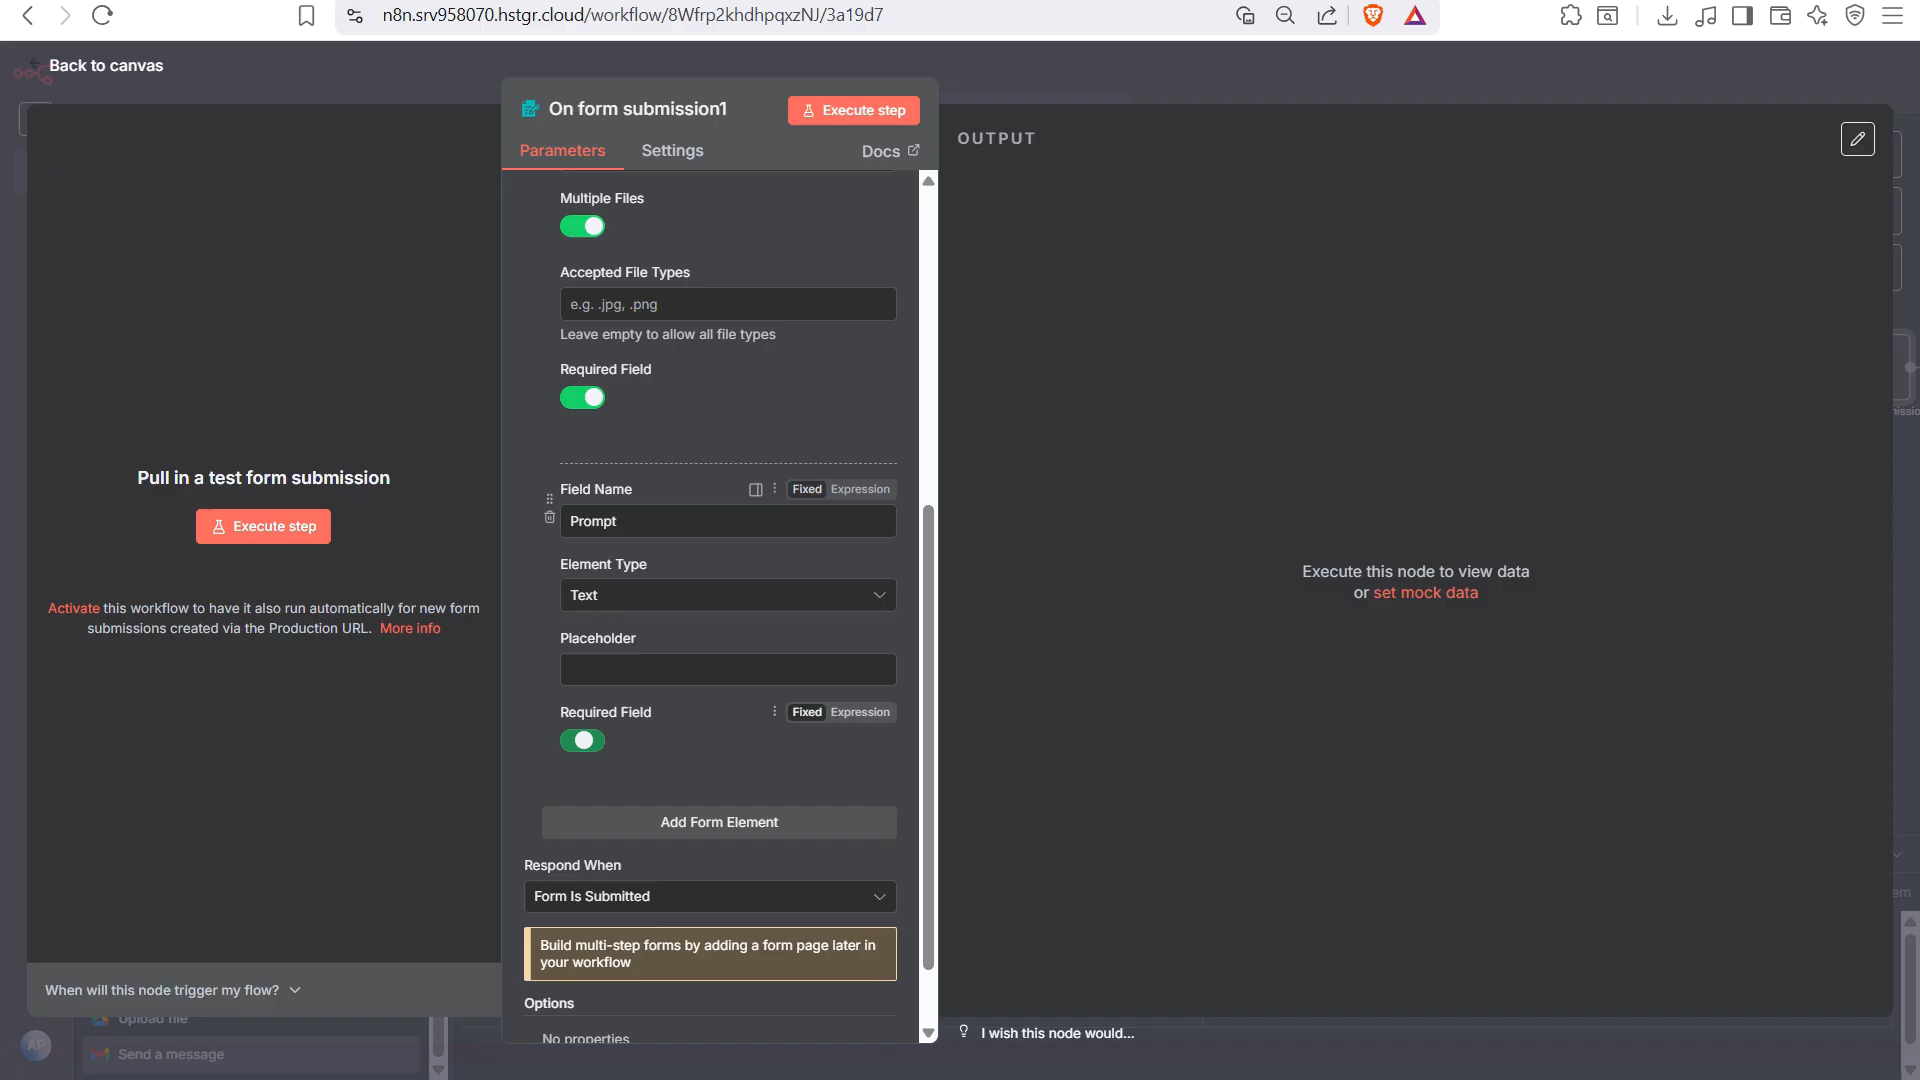 n8n.srv958070.hstgr.cloud/workflow/8Wfrp2khdhpqxzNJ/3a19d7
Back to canvas
On form submission1
Execute step
Parameters
Settings
Docs
OUTPUT
Multiple Files
Accepted File Types
e.g. .jpg, .png
Leave empty to allow all file types
Required Field
Pull in a test form submission
Execute step
Activate this workflow to have it also run automatically for new form
submissions created via the Production URL. More info
Field Name
Fixed Expression
Prompt
Element Type
Text
Placeholder
Required Field
Fixed Expression
Add Form Element
Respond When
Form Is Submitted
Build multi-step forms by adding a form page later in
your workflow
Options
No properties
Execute this node to view data
or set mock data
When will this node trigger my flow?
Upload file
AP
Send a message
I wish this node would...